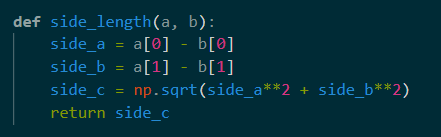 def side_length(a, b):
    side_a = a[0] - b[0]
    side_b = a[1] - b[1]
    side_c = np.sqrt(side_a**2 + side_b**2)
    return side_c